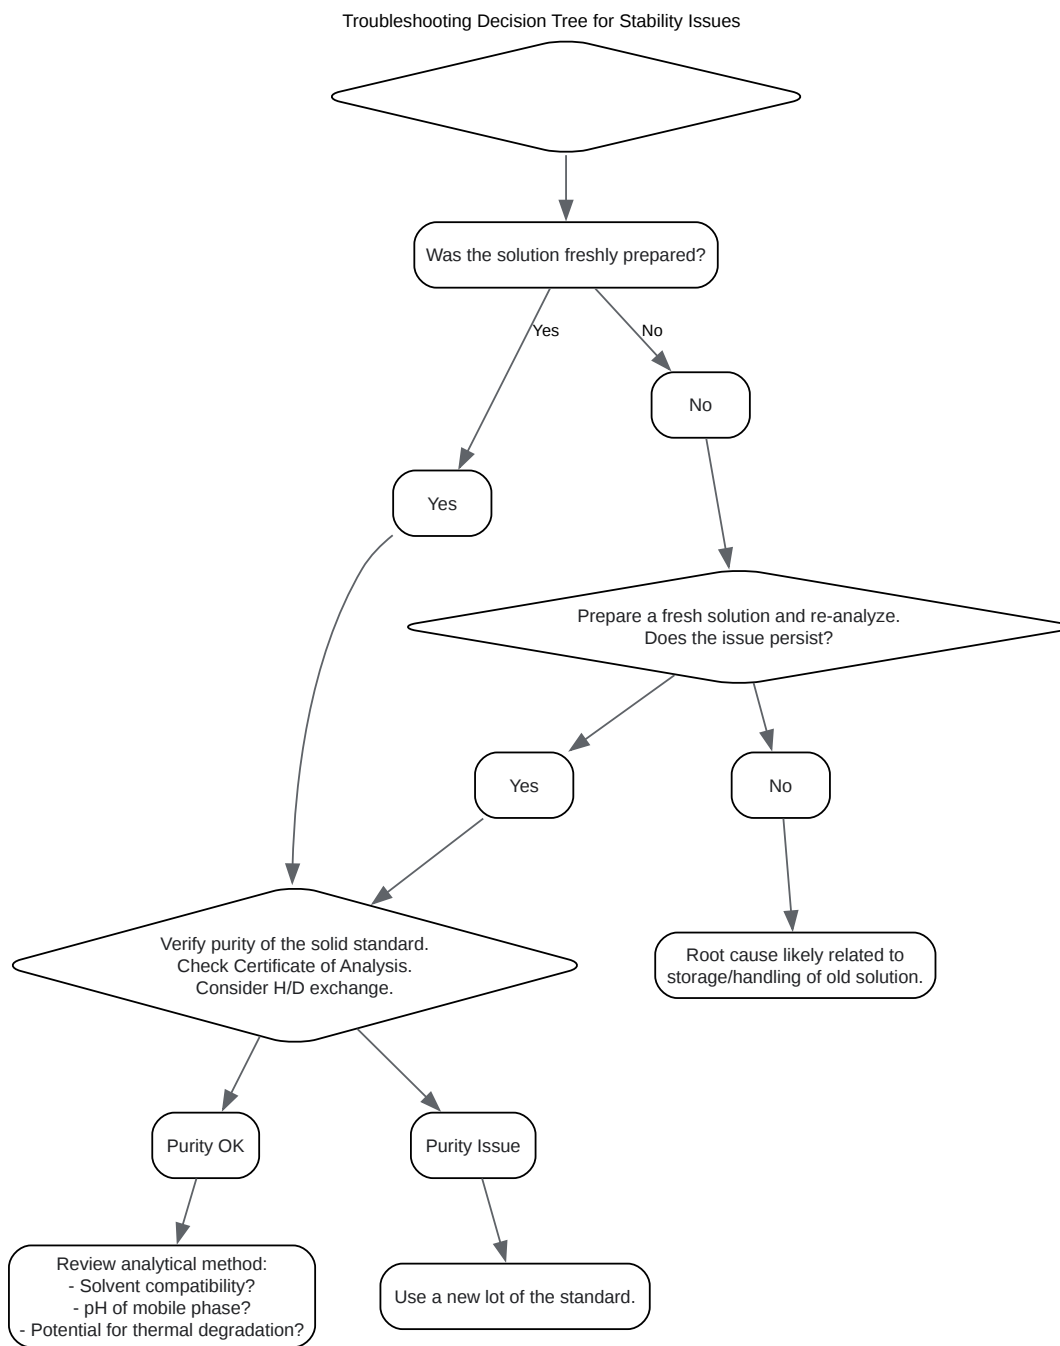 Troubleshooting Decision Tree for Stability Issues
Was the solution freshly prepared?
Yes
No
No
Yes
Prepare a fresh solution and re-analyze.
Does the issue persist?
Yes
No
Verify purity of the solid standard.
Check Certificate of Analysis.
Consider H/D exchange.
Root cause likely related to
storage/handling of old solution.
Purity OK
Purity Issue
Review analytical method:
- Solvent compatibility?
- pH of mobile phase?
- Potential for thermal degradation?
Use a new lot of the standard.